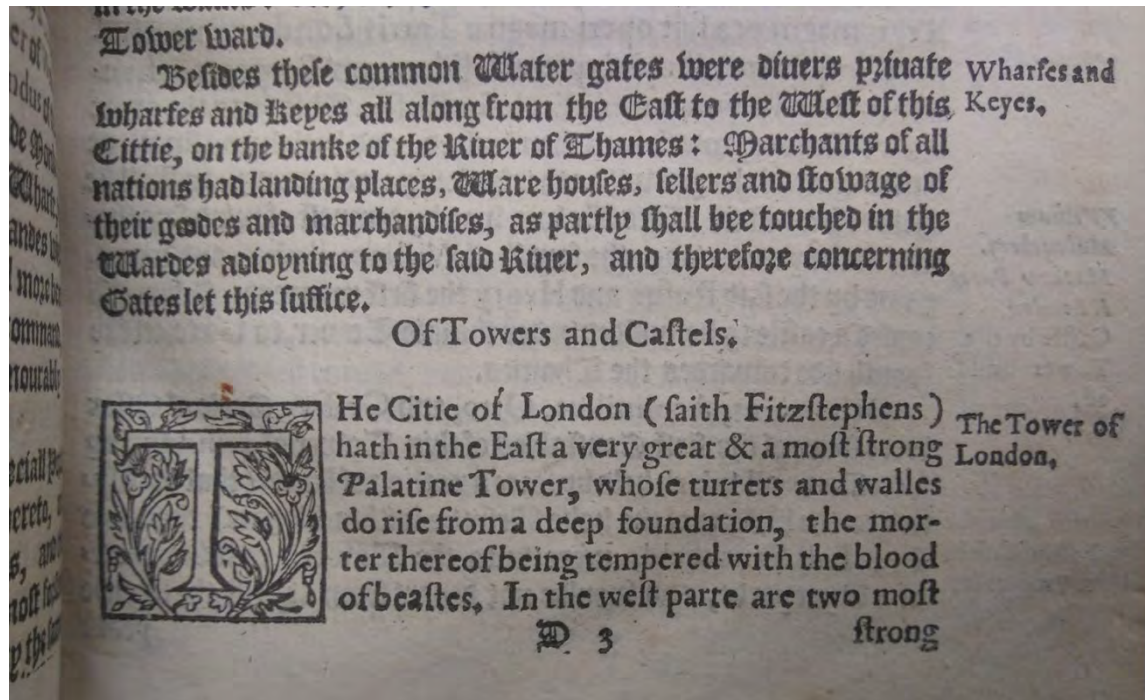 Tower ward.
Besides these common Water gates were diuers priuate
wharfes and Keyes all along from the East to the West of this
Cittie, on the banke of the Riuer of Thames: Marchants of all
nations had landing places, Ware houses, sellers and stowage of
their goodes and marchandises, as partly shall bee touched in the
Wardes adioyning to the said Riuer, and therefore concerning
Gates let this suffice.
Wharfes and
Keyes,
Of Towers and Castels.
THe Citie of London (saith Fitzstephens)
hath in the East a very great & a most strong
Palatine Tower, whose turrets and walles
do rise from a deep foundation, the mor-
ter thereof being tempered with the blood
of beastes, In the west parte are two most
The Tower of
London,
D 3
strong